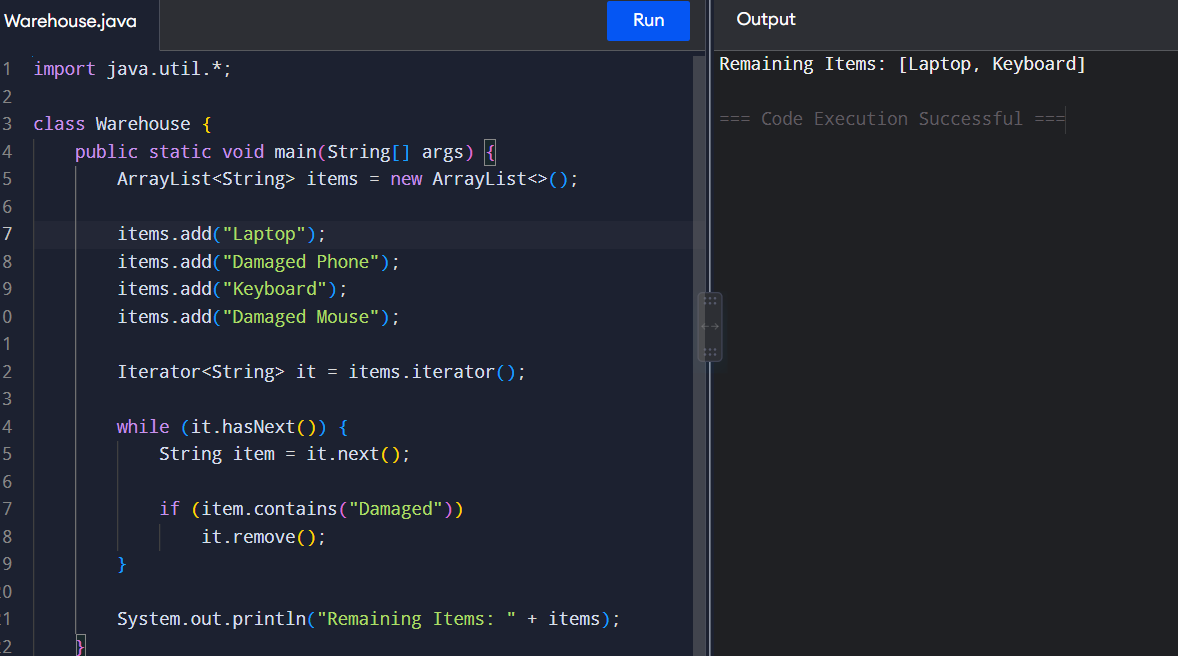 Warehouse.java
Run
Output
1 import java.util.*;
2
3 class Warehouse {
4 public static void main(String[] args) {
5 ArrayList<String> items = new ArrayList<>();
6
7 items.add("Laptop");
8 items.add("Damaged Phone");
9 items.add("Keyboard");
0 items.add("Damaged Mouse");
1
2 Iterator<String> it = items.iterator();
3
4 while (it.hasNext()) {
5 String item = it.next();
6
7 if (item.contains("Damaged"))
8 it.remove();
9 }
0
1 System.out.println("Remaining Items: " + items);
2 }
Remaining Items: [Laptop, Keyboard]
=== Code Execution Successful ===